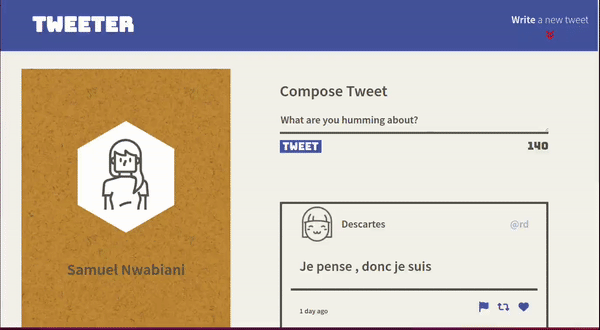 TWEETER
Write a new tweet
Samuel Nwabiani
Compose Tweet
What are you humming about?
TWEET 140
Descartes @rd
Je pense , donc je suis
1 day ago